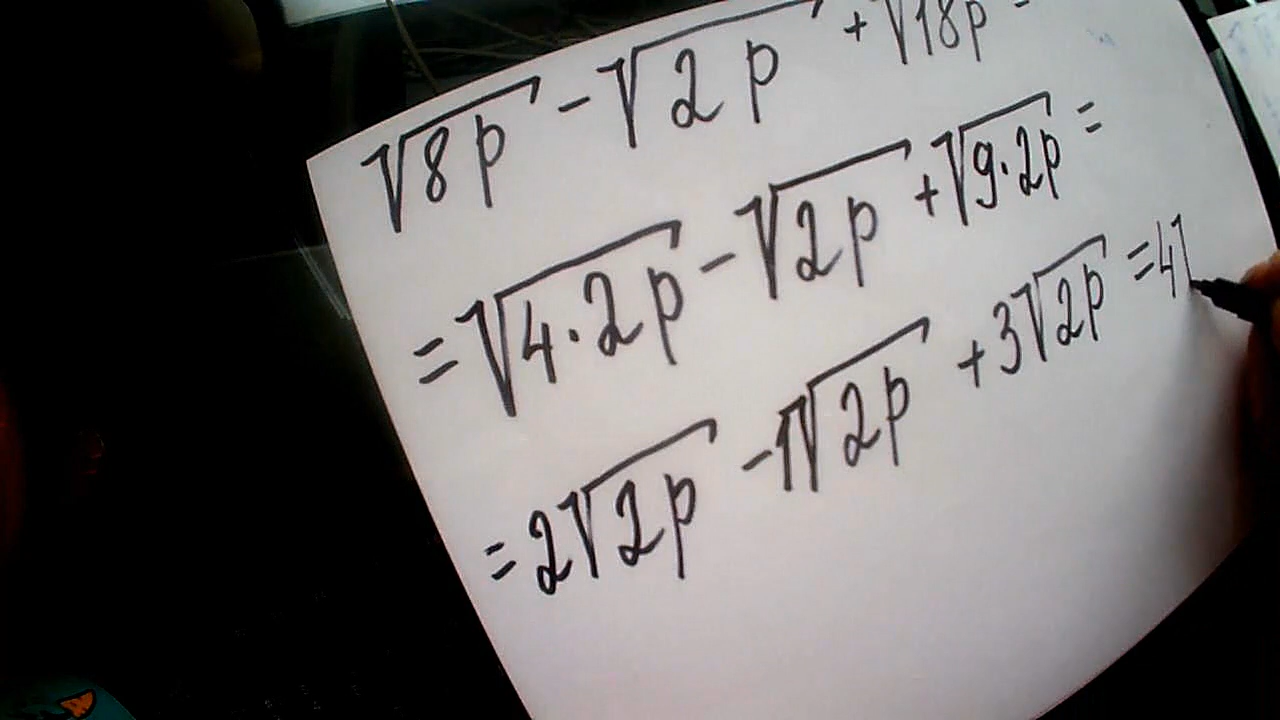 √8p - √2p + √18p -
= √4·2p - √2p + √9·2p =
= 2√2p - 1√2p + 3√2p = 4